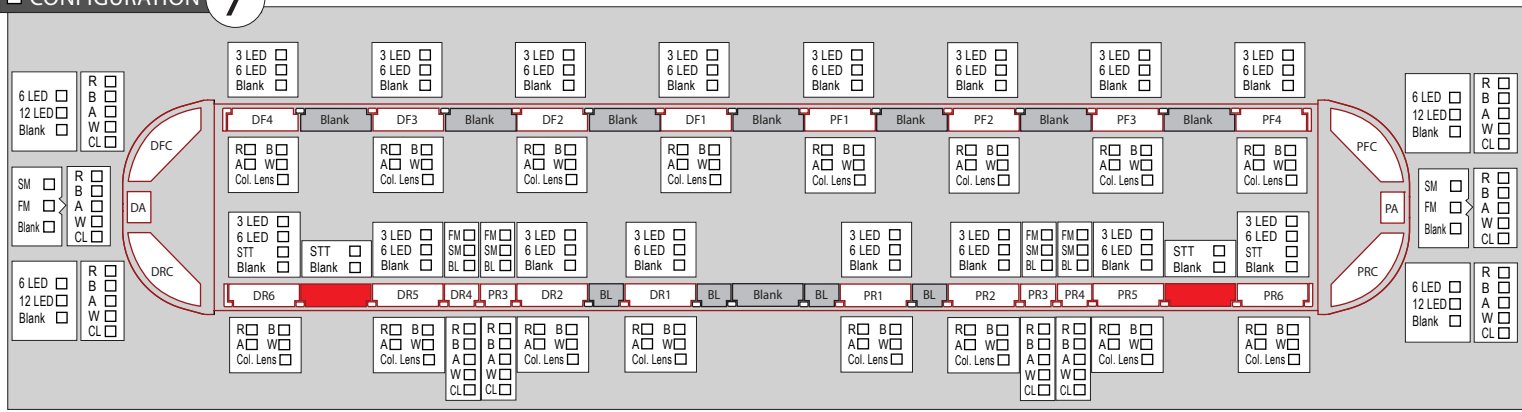 CONFIGURATION 7
3 LED 3 LED 3 LED 3 LED 3 LED 3 LED 3 LED 3 LED
6 LED 6 LED 6 LED 6 LED 6 LED 6 LED 6 LED 6 LED
Blank Blank Blank Blank Blank Blank Blank Blank
6 LED
12 LED
Blank
R
B
A
W
CL
6 LED
12 LED
Blank
R
B
A
W
CL
DF4 Blank DF3 Blank DF2 Blank DF1 Blank PF1 Blank PF2 Blank PF3 Blank PF4
DFC PFC
R B R B R B R B R B R B R B R B
A W A W A W A W A W A W A W A W
Col. Lens Col. Lens Col. Lens Col. Lens Col. Lens Col. Lens Col. Lens Col. Lens
SM
FM
Blank
R
B
A
W
CL
DA PA
SM
FM
Blank
R
B
A
W
CL
3 LED
6 LED
STT
Blank
STT
Blank
3 LED
6 LED
Blank
FM
SM
BL
FM
SM
BL
3 LED
6 LED
Blank
3 LED
6 LED
Blank
3 LED
6 LED
Blank
3 LED
6 LED
Blank
FM
SM
BL
FM
SM
BL
3 LED
6 LED
Blank
STT
Blank
3 LED
6 LED
STT
Blank
DRC PRC
6 LED
12 LED
Blank
R
B
A
W
CL
6 LED
12 LED
Blank
R
B
A
W
CL
DR6 DR5 DR4 PR3 DR2 BL DR1 BL Blank BL PR1 BL PR2 PR3 PR4 PR5 PR6
R B
A W
Col. Lens
R B
A W
Col. Lens
R
B
A
W
CL
R
B
A
W
CL
R B
A W
Col. Lens
R B
A W
Col. Lens
R B
A W
Col. Lens
R B
A W
Col. Lens
R
B
A
W
CL
R
B
A
W
CL
R B
A W
Col. Lens
R B
A W
Col. Lens